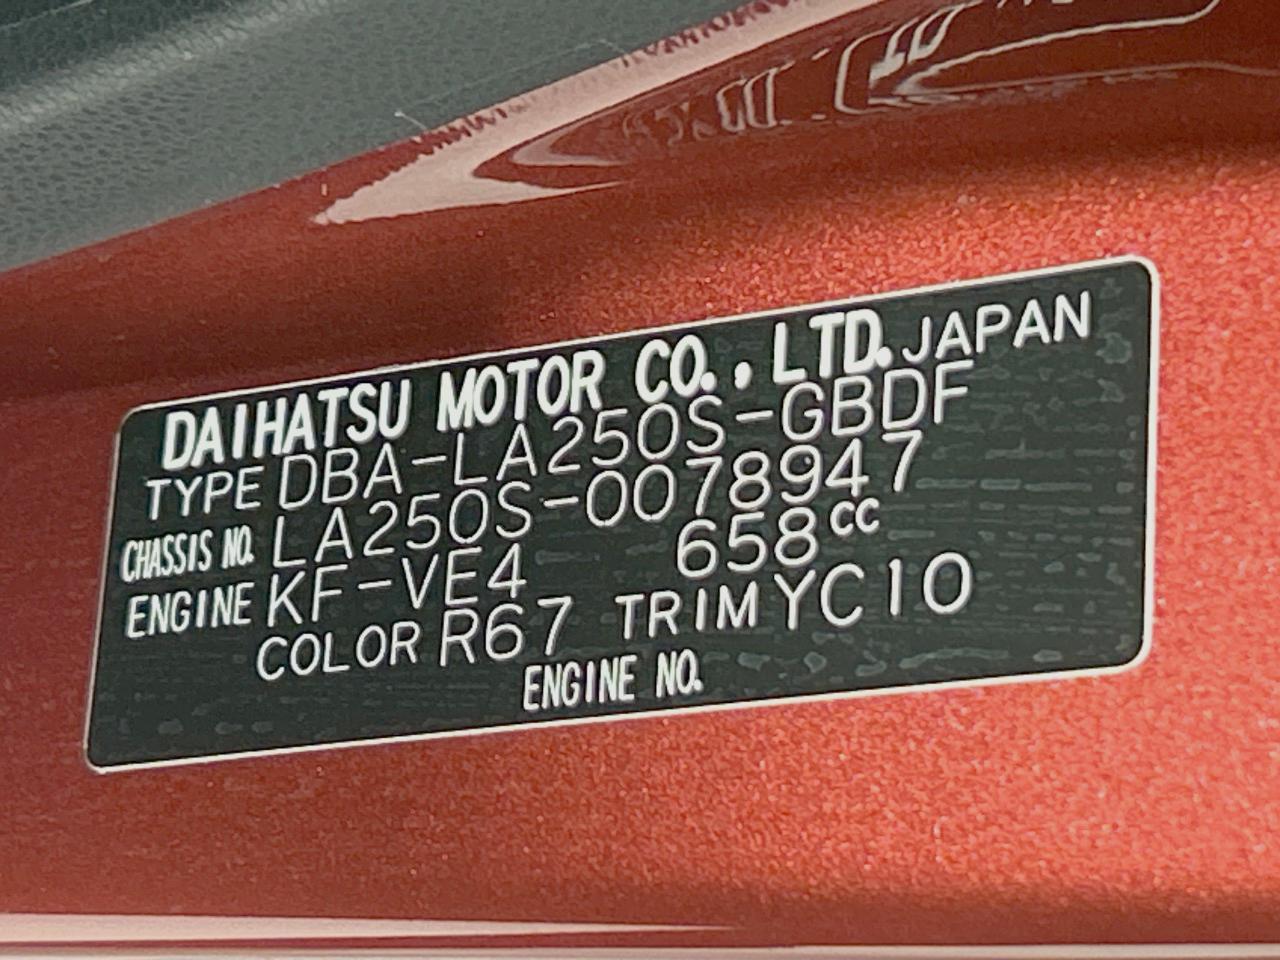 DAIHATSU MOTOR CO., LTD. JAPAN
TYPE DBA-LA250S-GBDF
CHASSIS NO. LA250S-0078947
ENGINE KF-VE4 658cc
COLOR R67 TRIM YC10
ENGINE NO.